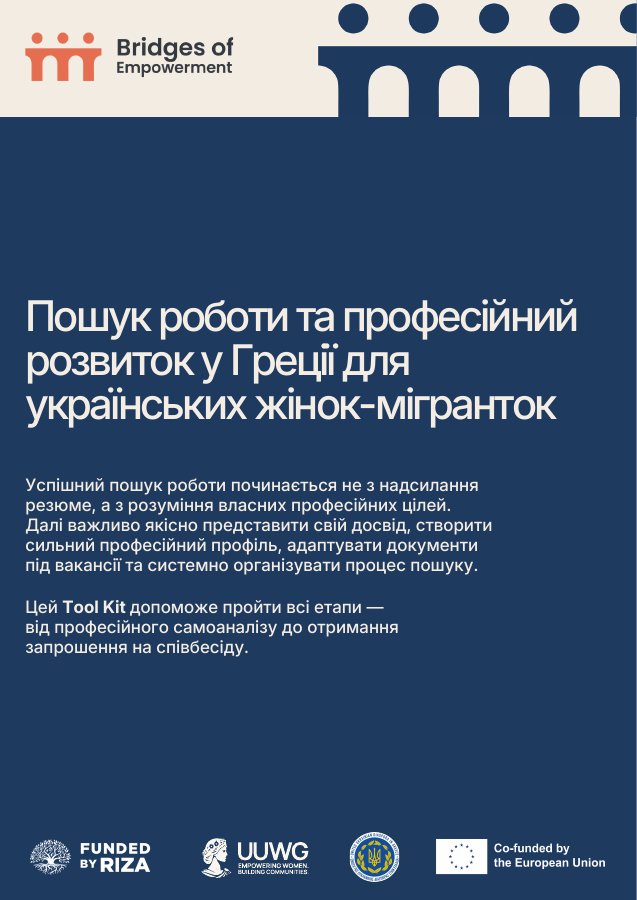 Bridges of
Empowerment
Пошук роботи та професійний
розвиток у Греції для
українських жінок-мігранток
Успішний пошук роботи починається не з надсилання
резюме, а з розуміння власних професійних цілей.
Далі важливо якісно представити свій досвід, створити
сильний професійний профіль, адаптувати документи
під вакансії та системно організувати процес пошуку.
Цей Tool Kit допоможе пройти всі етапи —
від професійного самоаналізу до отримання
запрошення на співбесіду.
FUNDED
BY RIZA
UUWG
EMPOWERING WOMEN.
BUILDING COMMUNITIES.
Co-funded by
the European Union